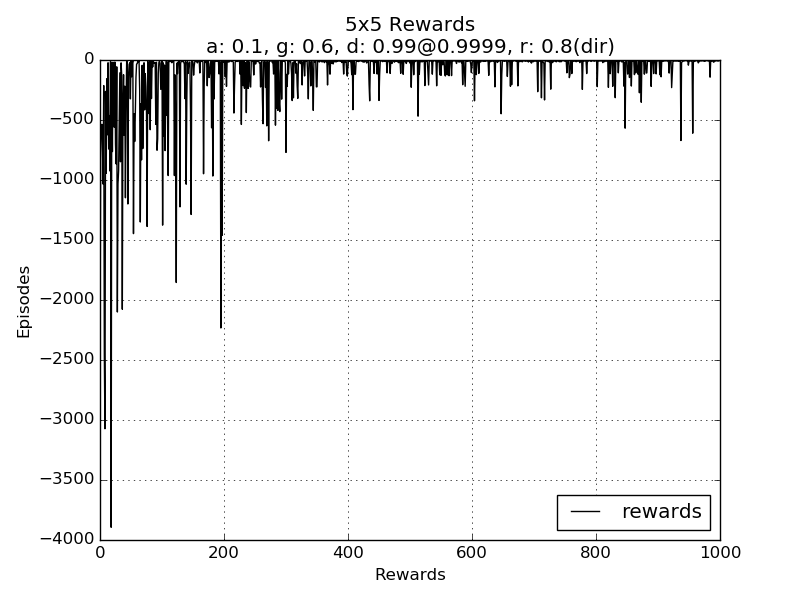 5x5 Rewards
a: 0.1, g: 0.6, d: 0.99@0.9999, r: 0.8(dir)
0
−500
−1000
−1500
−2000
−2500
−3000
−3500
−4000
Episodes
rewards
0 200 400 600 800 1000
Rewards